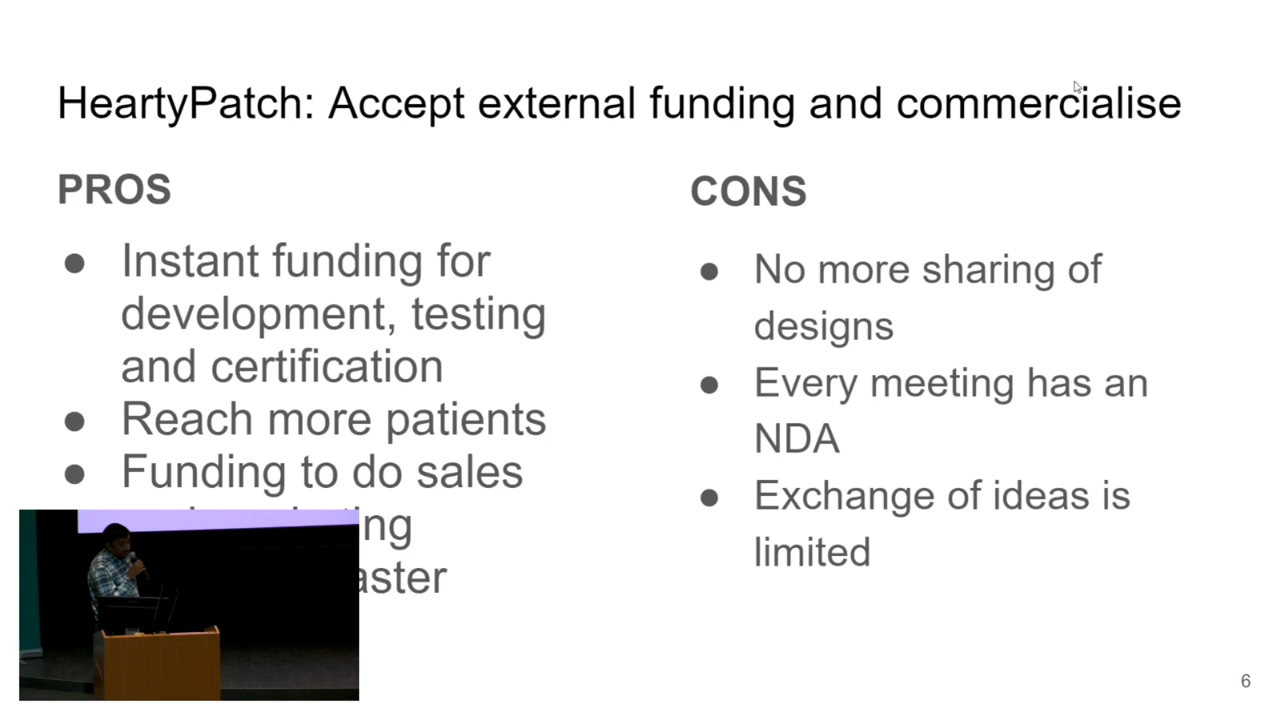 HeartyPatch: Accept external funding and commercialise
PROS
● Instant funding for
development, testing
and certification
● Reach more patients
● Funding to do sales
CONS
● No more sharing of
designs
● Every meeting has an
NDA
● Exchange of ideas is
limited
6